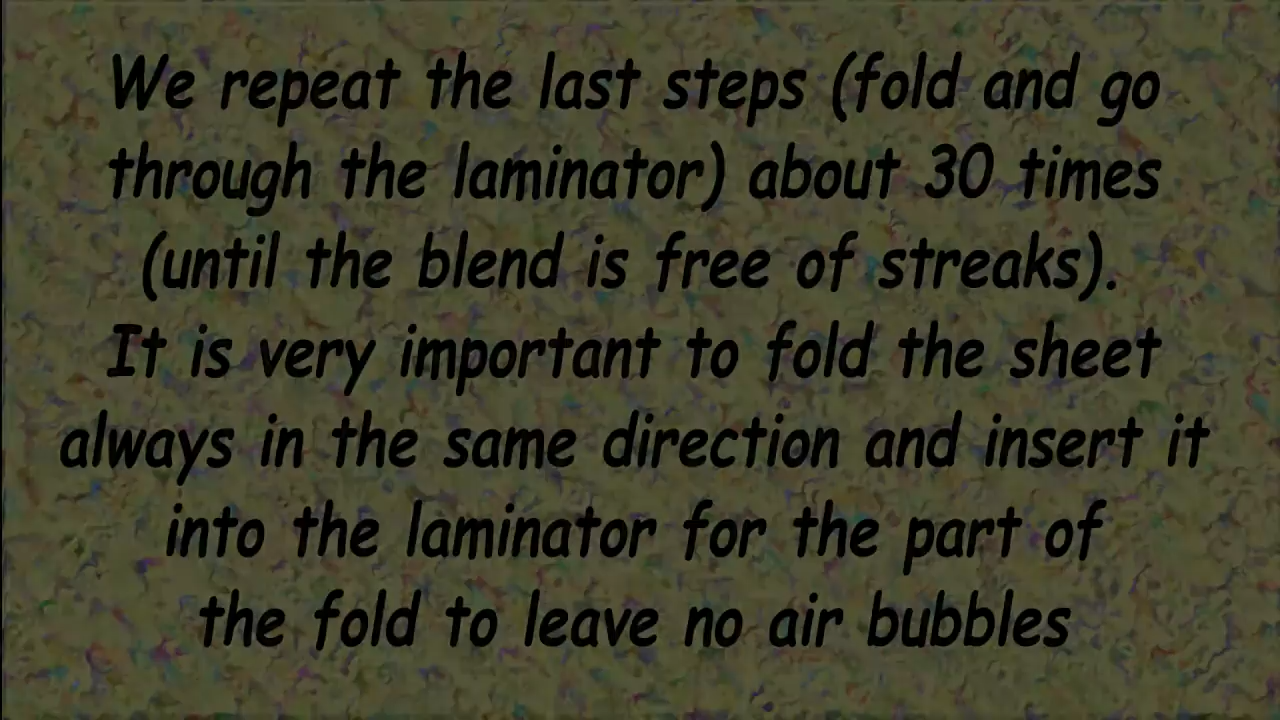 We repeat the last steps (fold and go
through the laminator) about 30 times
(until the blend is free of streaks).
It is very important to fold the sheet
always in the same direction and insert it
into the laminator for the part of
the fold to leave no air bubbles